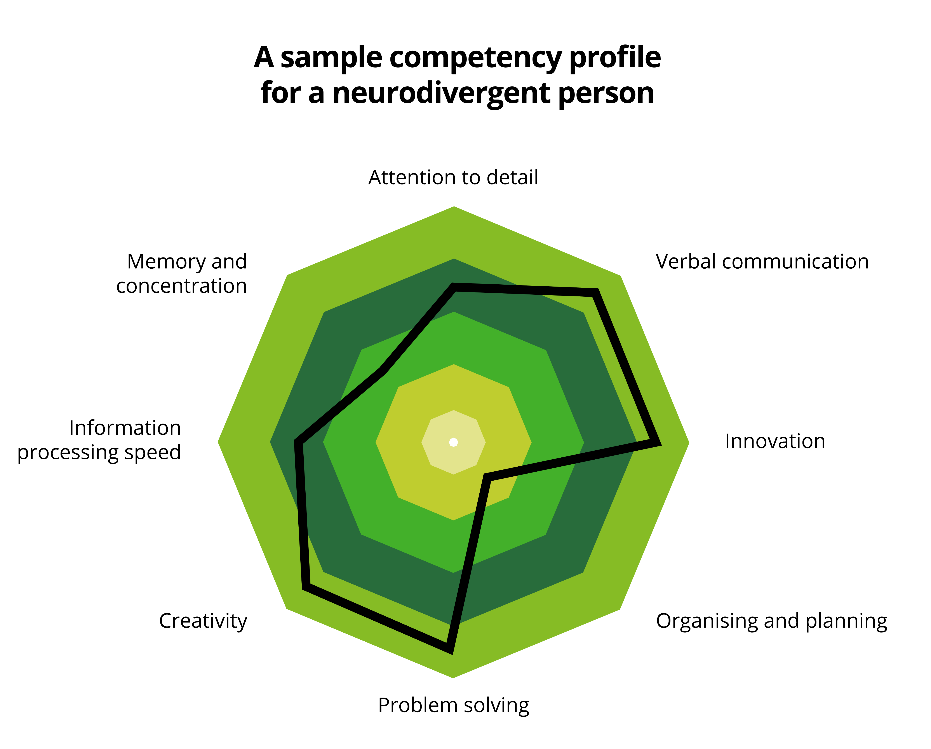 A sample competency profile
for a neurodivergent person
Attention to detail
Memory and
concentration
Verbal communication
Information
processing speed
Innovation
Creativity
Organising and planning
Problem solving